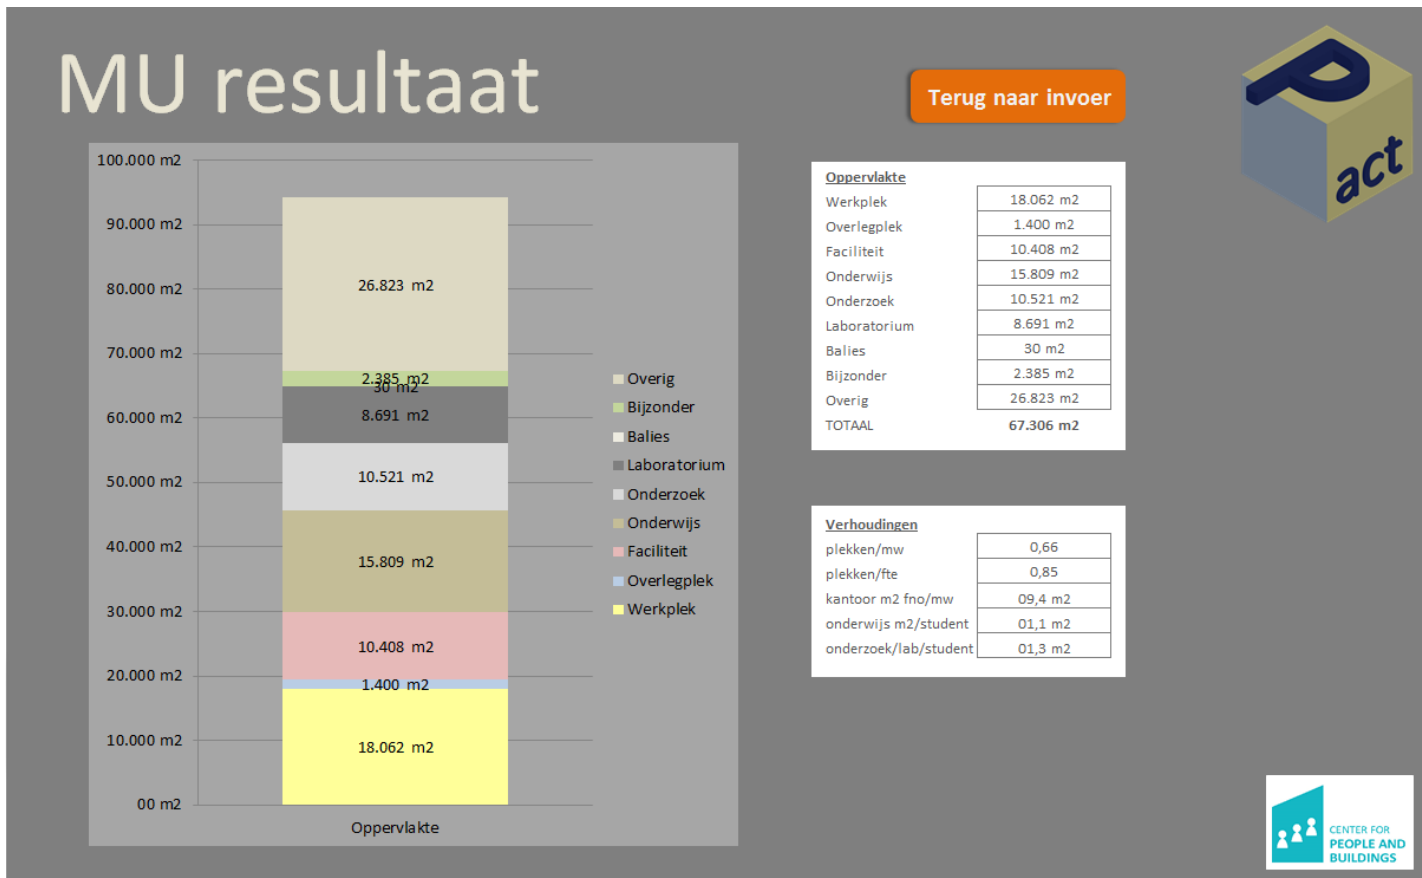 MU resultaat
Terug naar invoer
P
act
100.000 m2
90.000 m2
80.000 m2
70.000 m2
60.000 m2
50.000 m2
40.000 m2
30.000 m2
20.000 m2
10.000 m2
00 m2
26.823 m2
2.385 m2
30 m2
8.691 m2
10.521 m2
15.809 m2
10.408 m2
1.400 m2
18.062 m2
Oppervlakte
Overig
Bijzonder
Balies
Laboratorium
Onderzoek
Onderwijs
Faciliteit
Overlegplek
Werkplek
Oppervlakte
Werkplek 18.062 m2
Overlegplek 1.400 m2
Faciliteit 10.408 m2
Onderwijs 15.809 m2
Onderzoek 10.521 m2
Laboratorium 8.691 m2
Balies 30 m2
Bijzonder 2.385 m2
Overig 26.823 m2
TOTAAL 67.306 m2
Verhoudingen
plekken/mw 0,66
plekken/fte 0,85
kantoor m2 fno/mw 09,4 m2
onderwijs m2/student 01,1 m2
onderzoek/lab/student 01,3 m2
CENTER FOR
PEOPLE AND
BUILDINGS